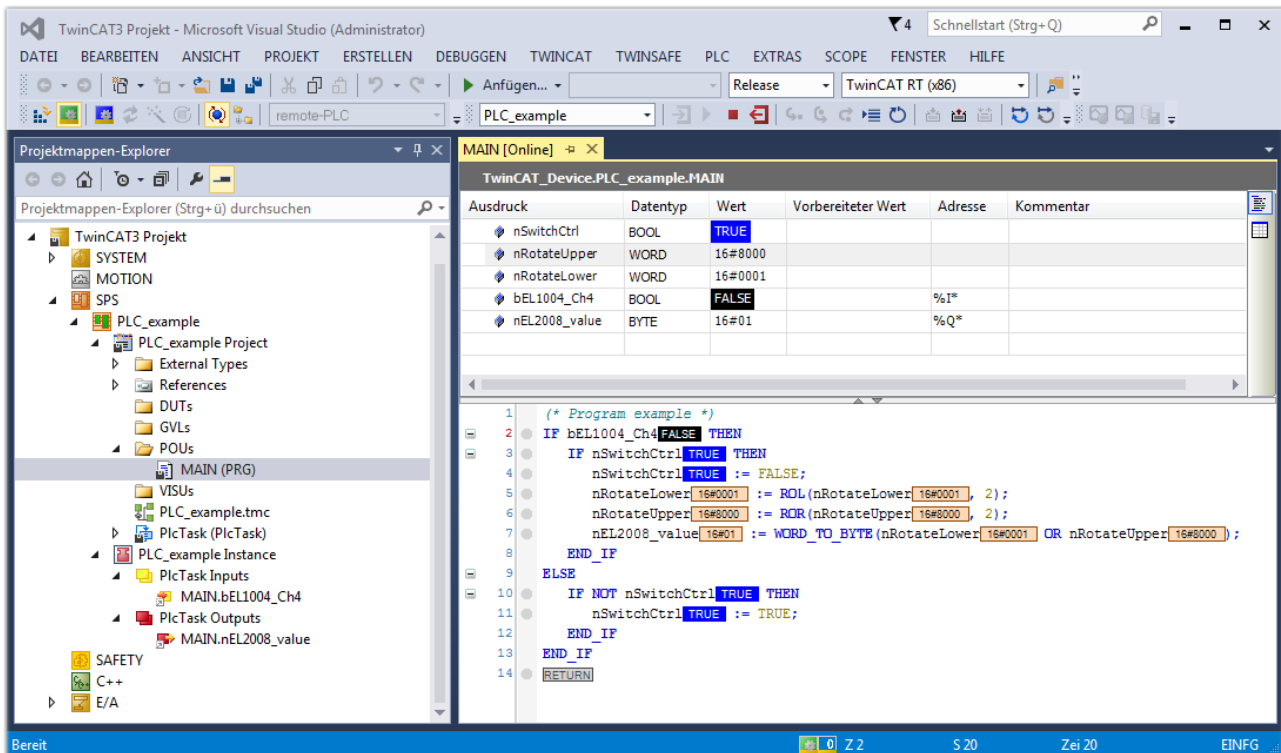 TwinCAT3 Projekt - Microsoft Visual Studio (Administrator) 4 Schnellstart (Strg+Q)
DATEI BEARBEITEN ANSICHT PROJEKT ERSTELLEN DEBUGGEN TWINCAT TWINSAFE PLC EXTRAS SCOPE FENSTER HILFE
Anfügen... Release TwinCAT RT (x86)
remote-PLC PLC_example
Projektmappen-Explorer
Projektmappen-Explorer (Strg+ü) durchsuchen
TwinCAT3 Projekt
SYSTEM
MOTION
SPS
PLC_example
PLC_example Project
External Types
References
DUTs
GVLs
POUs
MAIN (PRG)
VISUs
PLC_example.tmc
PlcTask (PlcTask)
PLC_example Instance
PlcTask Inputs
MAIN.bEL1004_Ch4
PlcTask Outputs
MAIN.nEL2008_value
SAFETY
C++
E/A
MAIN [Online]
TwinCAT_Device.PLC_example.MAIN
Ausdruck Datentyp Wert Vorbereiteter Wert Adresse Kommentar
nSwitchCtrl BOOL TRUE
nRotateUpper WORD 16#8000
nRotateLower WORD 16#0001
bEL1004_Ch4 BOOL FALSE %I*
nEL2008_value BYTE 16#01 %Q*
1 (* Program example *)
2 IF bEL1004_Ch4 FALSE THEN
3 IF nSwitchCtrl TRUE THEN
4 nSwitchCtrl TRUE := FALSE;
5 nRotateLower 16#0001 := ROL(nRotateLower 16#0001 , 2);
6 nRotateUpper 16#8000 := ROR(nRotateUpper 16#8000 , 2);
7 nEL2008_value 16#01 := WORD_TO_BYTE(nRotateLower 16#0001 OR nRotateUpper 16#8000 );
8 END_IF
9 ELSE
10 IF NOT nSwitchCtrl TRUE THEN
11 nSwitchCtrl TRUE := TRUE;
12 END_IF
13 END_IF
14 RETURN
Bereit 0 Z 2 S 20 Zei 20 EINFG